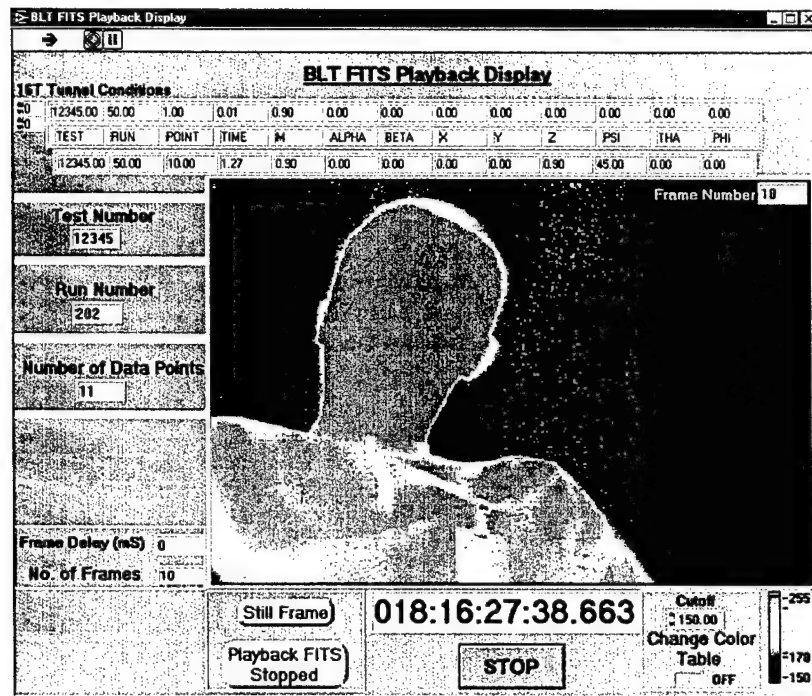 BLT FITS Playback Display
BLT FITS Playback Display
16T Tunnel Conditions
0 12345.00 50.00 1.00 0.01 0.90 0.00 0.00 0.00 0.00 0.00 0.00 0.00 0.00
0 TEST RUN POINT TIME M ALPHA BETA X Y Z PSI THA PHI
12345.00 50.00 10.00 1.27 0.90 0.00 0.00 0.00 0.00 0.90 45.00 0.00 0.00
Frame Number 10
Test Number
12345
Run Number
202
Number of Data Points
11
Frame Delay (mS) 0
No. of Frames 10
Still Frame
Playback FITS
Stopped
018:16:27:38.663
STOP
Cutoff
150.00
Change Color
Table
OFF
-255
-170
-150